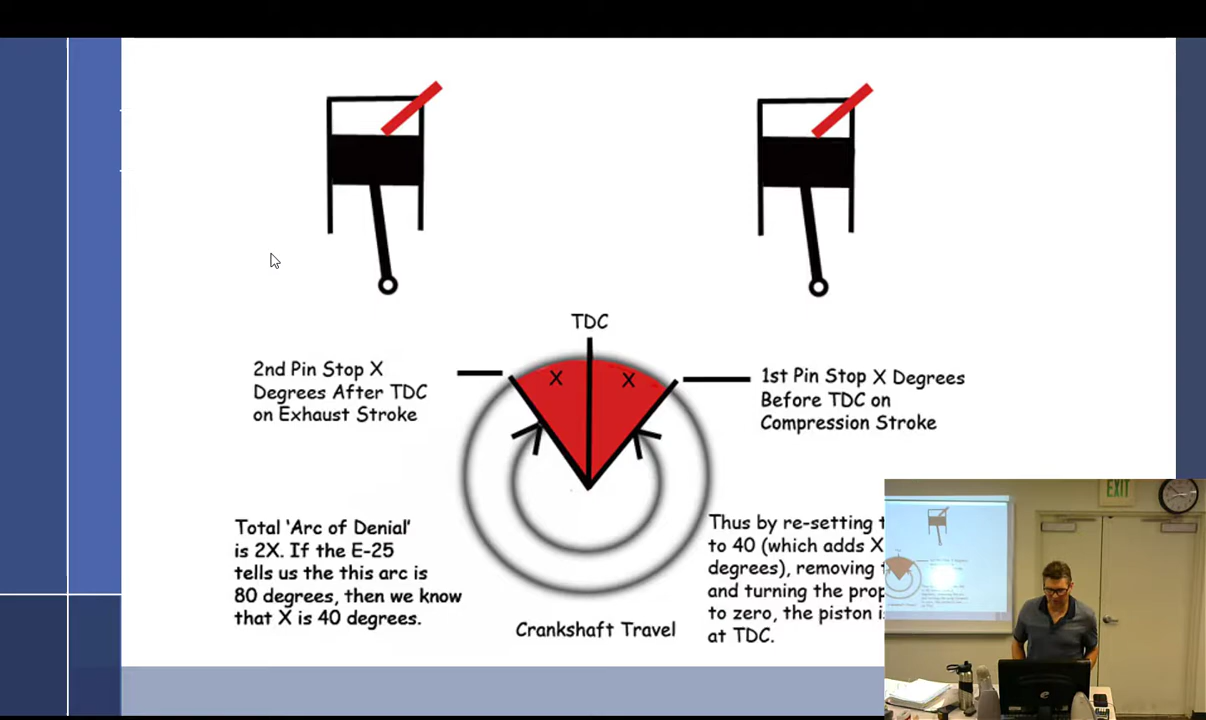 TDC
2nd Pin Stop X
Degrees After TDC
on Exhaust Stroke
X
X
1st Pin Stop X Degrees
Before TDC on
Compression Stroke
Total 'Arc of Denial'
is 2X. If the E-25
tells us the this arc is
80 degrees, then we know
that X is 40 degrees.
Crankshaft Travel
Thus by re-setting
to 40 (which adds X
degrees), removing
and turning the prop
to zero, the piston
at TDC.
EXIT